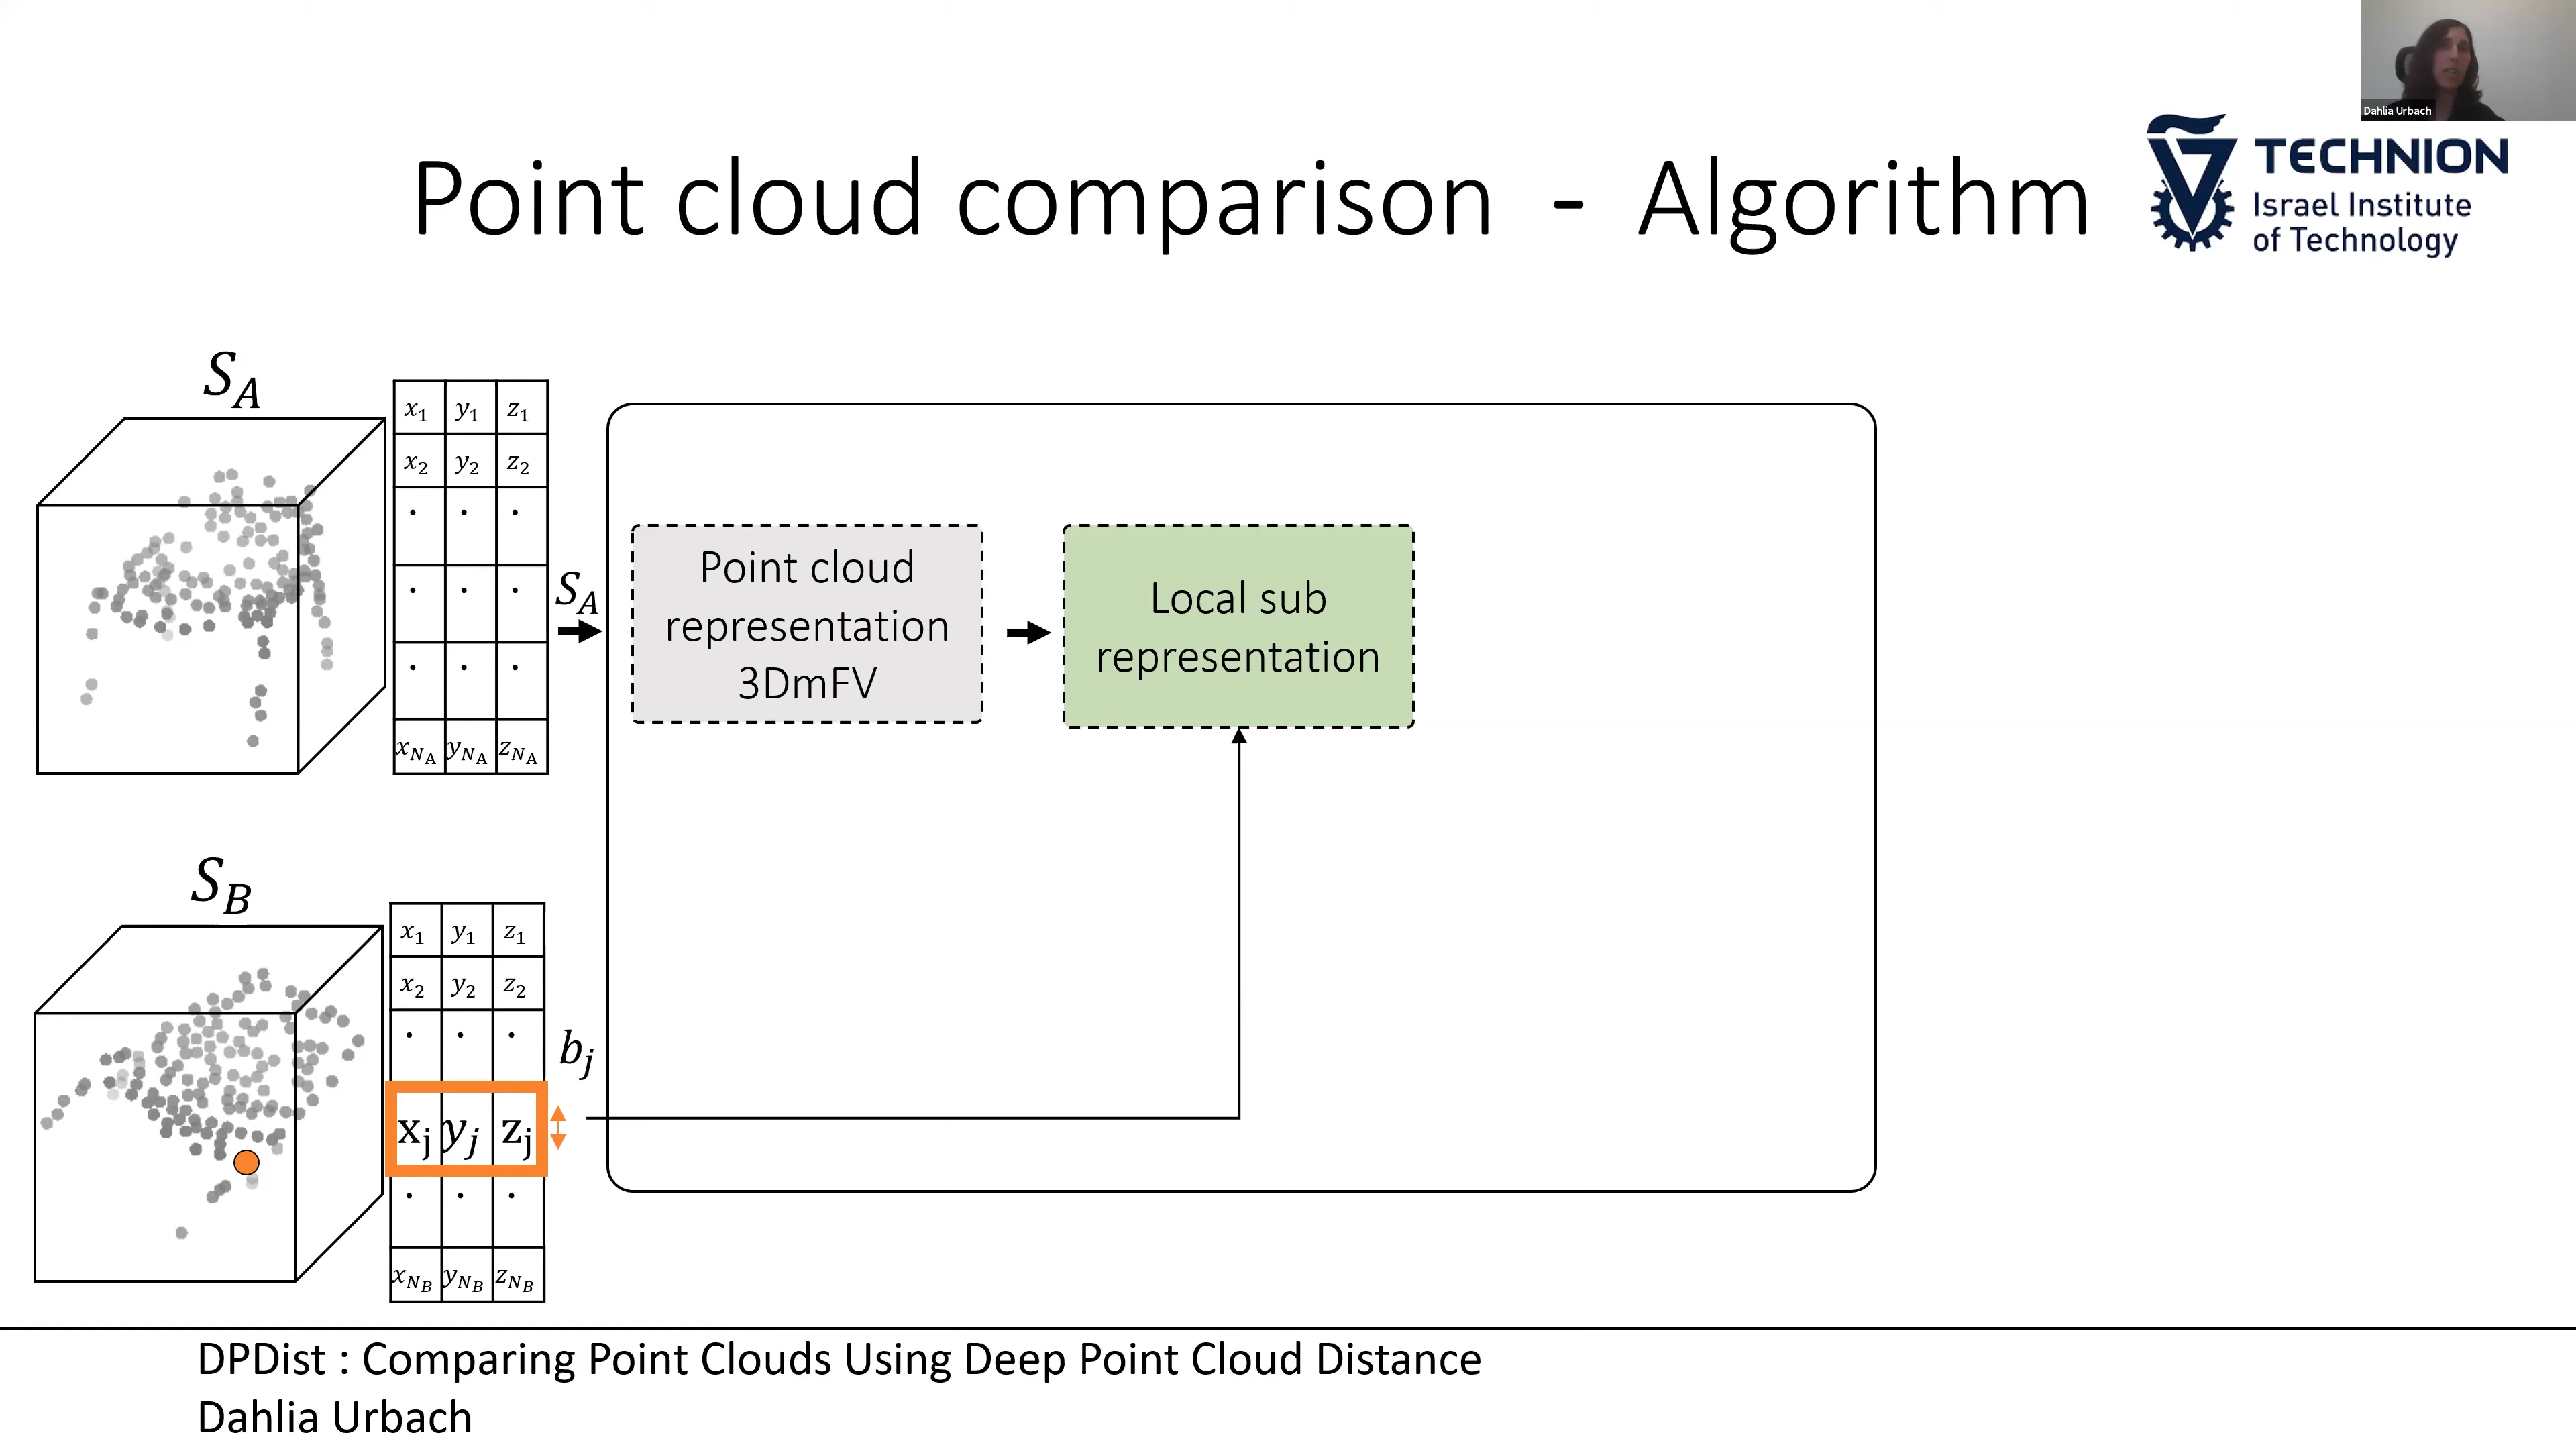 Dahlia Urbach
TECHNION
Israel Institute
of Technology
Point cloud comparison - Algorithm
S_A
x_1 y_1 z_1
x_2 y_2 z_2
. . .
. . .
. . .
x_{N_A} y_{N_A} z_{N_A}
S_A
Point cloud
representation
3DmFV
Local sub
representation
S_B
x_1 y_1 z_1
x_2 y_2 z_2
. . .
x_j y_j z_j
. . .
x_{N_B} y_{N_B} z_{N_B}
b_j
DPDist : Comparing Point Clouds Using Deep Point Cloud Distance
Dahlia Urbach